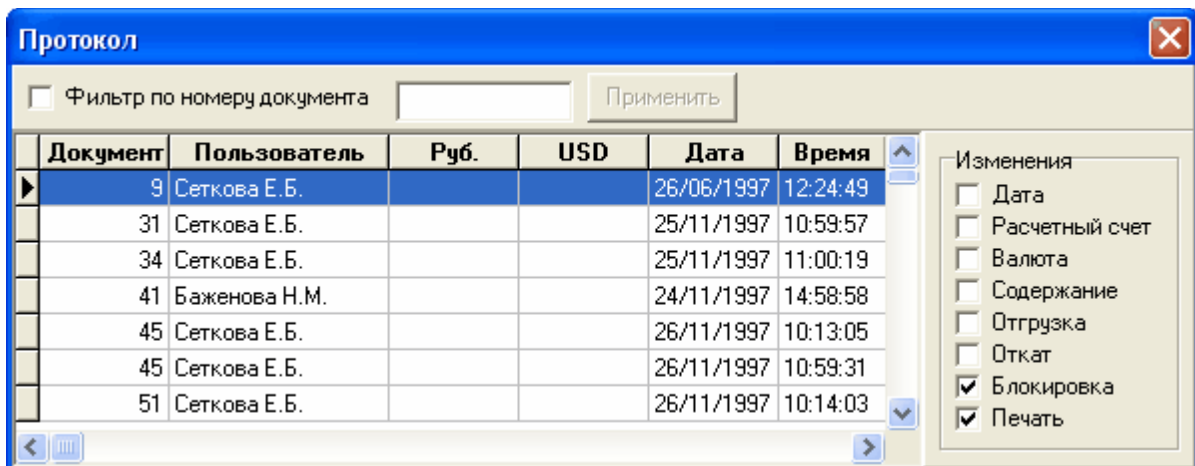 Протокол
Фильтр по номеру документа Применить
Документ Пользователь Руб. USD Дата Время
9 Сеткова Е.Б. 26/06/1997 12:24:49
31 Сеткова Е.Б. 25/11/1997 10:59:57
34 Сеткова Е.Б. 25/11/1997 11:00:19
41 Баженова Н.М. 24/11/1997 14:58:58
45 Сеткова Е.Б. 26/11/1997 10:13:05
45 Сеткова Е.Б. 26/11/1997 10:59:31
51 Сеткова Е.Б. 26/11/1997 10:14:03
Изменения
Дата
Расчетный счет
Валюта
Содержание
Отгрузка
Откат
Блокировка
Печать